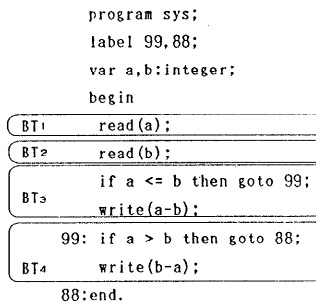 program sys;
label 99,88;
var a,b:integer;
begin
BT1 read(a);
BT2 read(b);
if a <= b then goto 99;
BT3
write(a-b);
99: if a > b then goto 88;
BT4 write(b-a);
88:end.